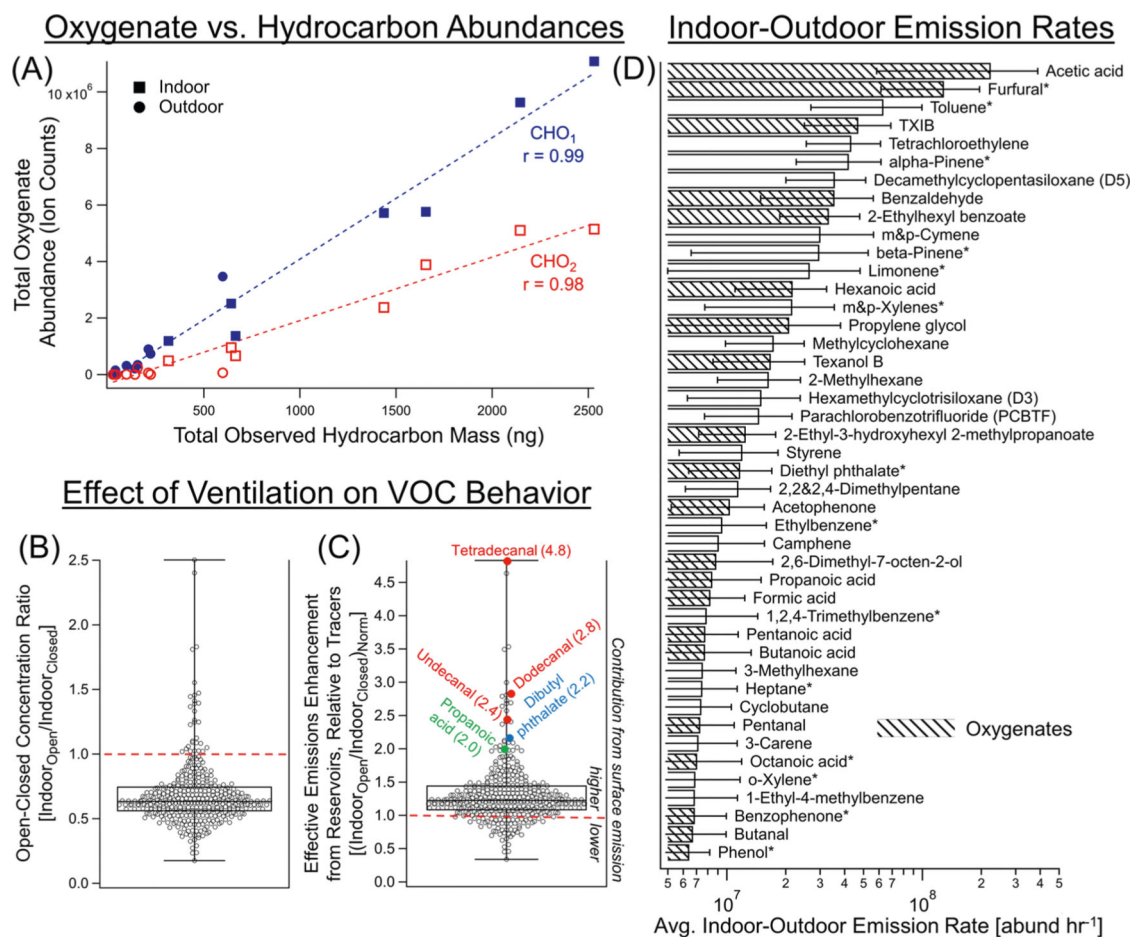 Oxygenate vs. Hydrocarbon Abundances
(A)
10 x10⁶
8
6
4
2
0
Total Oxygenate
Abundance (Ion Counts)
Indoor
Outdoor
CHO₁
r = 0.99
CHO₂
r = 0.98
500 1000 1500 2000 2500
Total Observed Hydrocarbon Mass (ng)
Effect of Ventilation on VOC Behavior
(B)
2.5
2.0
1.5
1.0
0.5
0.0
Open-Closed Concentration Ratio
[Indoor_Open/Indoor_Closed]
(C)
4.5
4.0
3.5
3.0
2.5
2.0
1.5
1.0
0.5
0.0
Effective Emissions Enhancement
from Reservoirs, Relative to Tracers
[(Indoor_Open/Indoor_Closed)/Norm]
Tetradecanal (4.8)
Undecanal (2.4)
Dodecanal (2.8)
Propanoic
acid (2.0)
Dibutyl
phthalate (2.2)
Contribution from surface emission
higher
lower
Indoor-Outdoor Emission Rates
(D)
Acetic acid
Furfural*
Toluene*
TXIB
Tetrachloroethylene
alpha-Pinene*
Decamethylcyclopentasiloxane (D5)
Benzaldehyde
2-Ethylhexyl benzoate
m&p-Cymene
beta-Pinene*
Limonene*
Hexanoic acid
m&p-Xylenes*
Propylene glycol
Methylcyclohexane
Texanol B
2-Methylhexane
Hexamethylcyclotrisiloxane (D3)
Parachlorobenzotrifluoride (PCBTF)
2-Ethyl-3-hydroxyhexyl 2-methylpropanoate
Styrene
Diethyl phthalate*
2,2&2,4-Dimethylpentane
Acetophenone
Ethylbenzene*
Camphene
2,6-Dimethyl-7-octen-2-ol
Propanoic acid
Formic acid
1,2,4-Trimethylbenzene*
Pentanoic acid
Butanoic acid
3-Methylhexane
Heptane*
Cyclobutane
Pentanal
3-Carene
Octanoic acid*
o-Xylene*
1-Ethyl-4-methylbenzene
Benzophenone*
Butanal
Phenol*
Oxygenates
5 6 7 2 3 4 5 6 7 2 3 4 5
10⁷ 10⁸
Avg. Indoor-Outdoor Emission Rate [abund hr⁻¹]